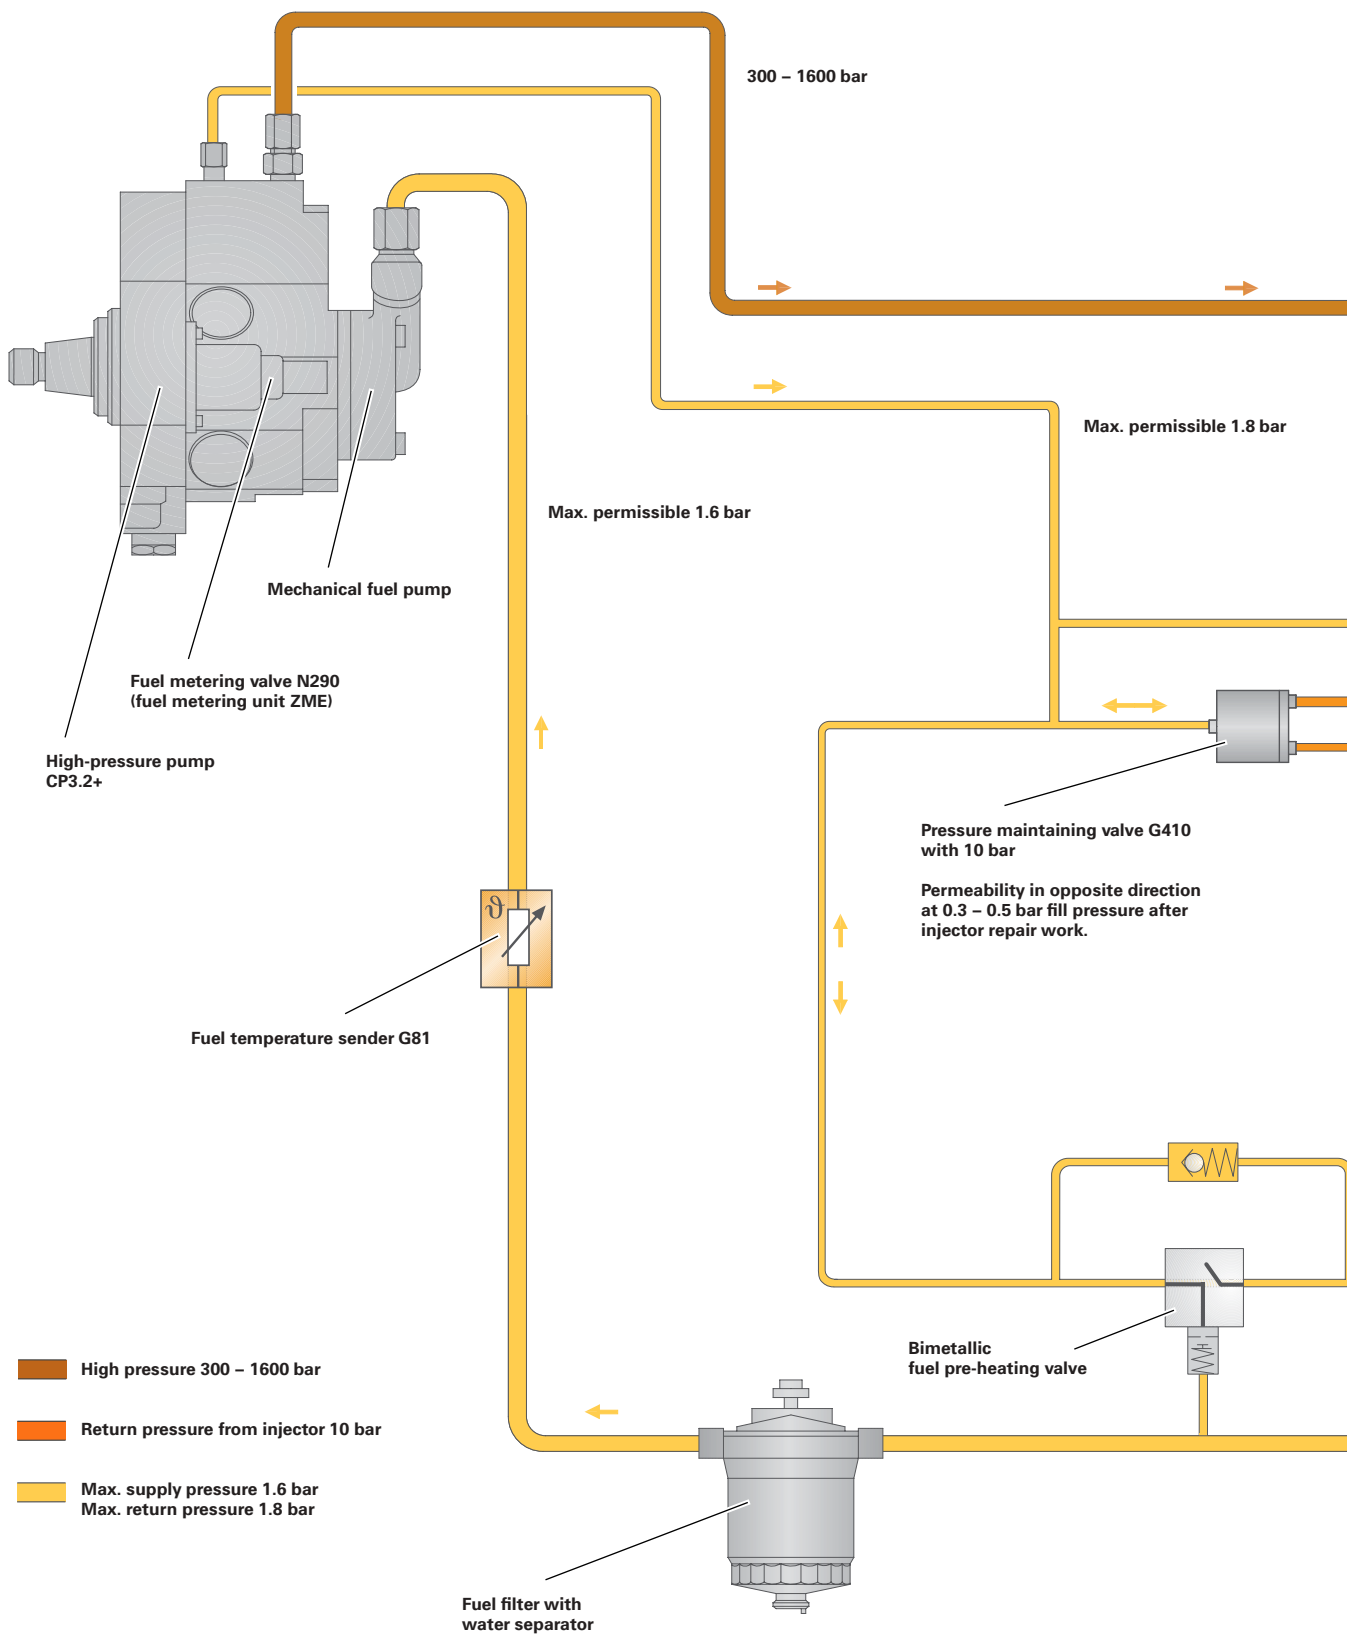 300 – 1600 bar
Max. permissible 1.8 bar
Max. permissible 1.6 bar
Mechanical fuel pump
Fuel metering valve N290
(fuel metering unit ZME)
High-pressure pump
CP3.2+
Pressure maintaining valve G410
with 10 bar
Permeability in opposite direction
at 0.3 – 0.5 bar fill pressure after
injector repair work.
ϑ
Fuel temperature sender G81
Bimetallic
fuel pre-heating valve
High pressure 300 – 1600 bar
Return pressure from injector 10 bar
Max. supply pressure 1.6 bar
Max. return pressure 1.8 bar
Fuel filter with
water separator